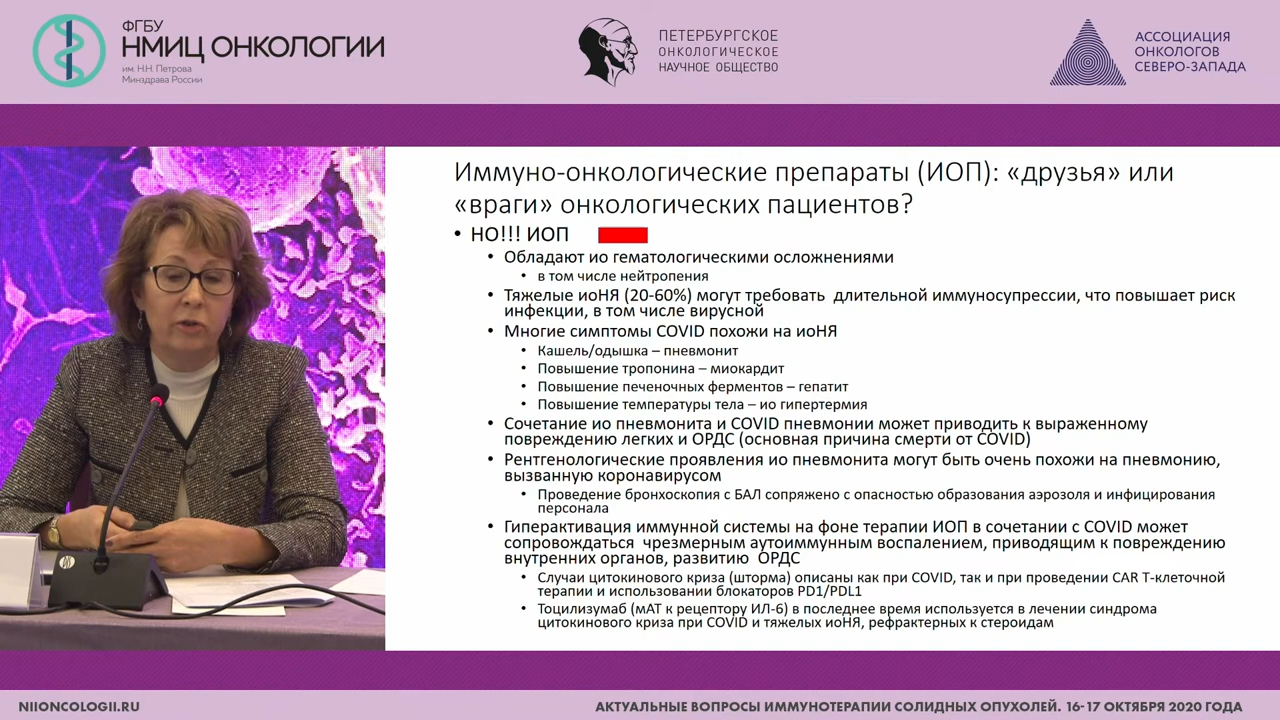 ФГБУ
НМИЦ ОНКОЛОГИИ
им. Н.Н. Петрова
Минздрава России
ПЕТЕРБУРГСКОЕ
ОНКОЛОГИЧЕСКОЕ
НАУЧНОЕ ОБЩЕСТВО
АССОЦИАЦИЯ
ОНКОЛОГОВ
СЕВЕРО-ЗАПАДА
Иммуно-онкологические препараты (ИОП): «друзья» или
«враги» онкологических пациентов?
• НО!!! ИОП
• Обладают ио гематологическими осложнениями
• в том числе нейтропения
• Тяжелые иоНЯ (20-60%) могут требовать длительной иммуносупрессии, что повышает риск
инфекции, в том числе вирусной
• Многие симптомы COVID похожи на иоНЯ
• Кашель/одышка – пневмонит
• Повышение тропонина – миокардит
• Повышение печеночных ферментов – гепатит
• Повышение температуры тела – ио гипертермия
• Сочетание ио пневмонита и COVID пневмонии может приводить к выраженному
повреждению легких и ОРДС (основная причина смерти от COVID)
• Рентгенологические проявления ио пневмонита могут быть очень похожи на пневмонию,
вызванную коронавирусом
• Проведение бронхоскопия с БАЛ сопряжено с опасностью образования аэрозоля и инфицирования
персонала
• Гиперактивация иммунной системы на фоне терапии ИОП в сочетании с COVID может
сопровождаться чрезмерным аутоиммунным воспалением, приводящим к повреждению
внутренних органов, развитию ОРДС
• Случаи цитокинового криза (шторма) описаны как при COVID, так и при проведении CAR Т-клеточной
терапии и использовании блокаторов PD1/PDL1
• Тоцилизумаб (мАТ к рецептору ИЛ-6) в последнее время используется в лечении синдрома
цитокинового криза при COVID и тяжелых иоНЯ, рефрактерных к стероидам
NIIONCOLOGII.RU
АКТУАЛЬНЫЕ ВОПРОСЫ ИММУНОТЕРАПИИ СОЛИДНЫХ ОПУХОЛЕЙ. 16-17 ОКТЯБРЯ 2020 ГОДА